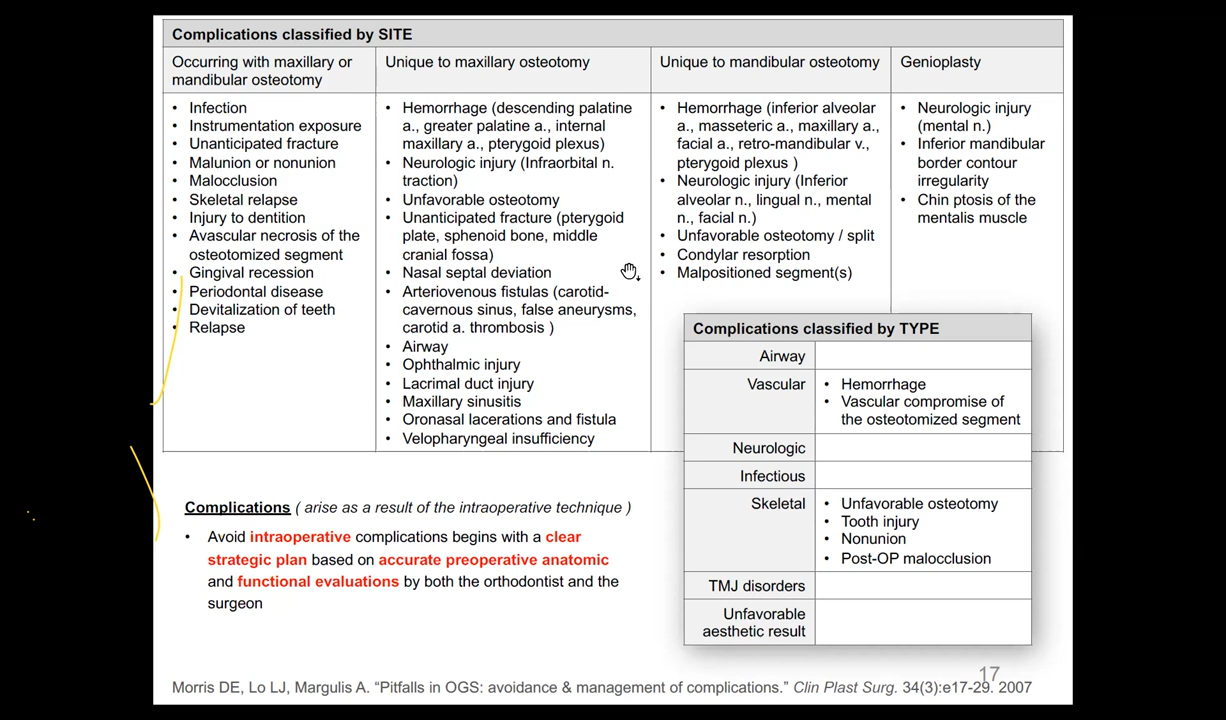 Complications classified by SITE
Occurring with maxillary or
mandibular osteotomy
• Infection
• Instrumentation exposure
• Unanticipated fracture
• Malunion or nonunion
• Malocclusion
• Skeletal relapse
• Injury to dentition
• Avascular necrosis of the
osteotomized segment
• Gingival recession
• Periodontal disease
• Devitalization of teeth
• Relapse
Unique to maxillary osteotomy
• Hemorrhage (descending palatine
a., greater palatine a., internal
maxillary a., pterygoid plexus)
• Neurologic injury (Infraorbital n.
traction)
• Unfavorable osteotomy
• Unanticipated fracture (pterygoid
plate, sphenoid bone, middle
cranial fossa)
• Nasal septal deviation
• Arteriovenous fistulas (carotid-
cavernous sinus, false aneurysms,
carotid a. thrombosis )
• Airway
• Ophthalmic injury
• Lacrimal duct injury
• Maxillary sinusitis
• Oronasal lacerations and fistula
• Velopharyngeal insufficiency
Unique to mandibular osteotomy
• Hemorrhage (inferior alveolar
a., masseteric a., maxillary a.,
facial a., retro-mandibular v.,
pterygoid plexus )
• Neurologic injury (Inferior
alveolar n., lingual n., mental
n., facial n.)
• Unfavorable osteotomy / split
• Condylar resorption
• Malpositioned segment(s)
Genioplasty
• Neurologic injury
(mental n.)
• Inferior mandibular
border contour
irregularity
• Chin ptosis of the
mentalis muscle
Complications classified by TYPE
Airway
Vascular
• Hemorrhage
• Vascular compromise of
the osteotomized segment
Neurologic
Infectious
Skeletal
• Unfavorable osteotomy
• Tooth injury
• Nonunion
• Post-OP malocclusion
TMJ disorders
Unfavorable
aesthetic result
Complications ( arise as a result of the intraoperative technique )
• Avoid intraoperative complications begins with a clear
strategic plan based on accurate preoperative anatomic
and functional evaluations by both the orthodontist and the
surgeon
17
Morris DE, Lo LJ, Margulis A. “Pitfalls in OGS: avoidance & management of complications.” Clin Plast Surg. 34(3):e17-29. 2007